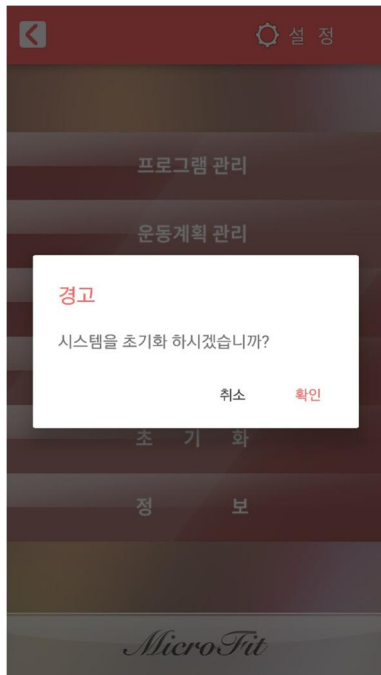 설 정
프로그램 관리
운동계획 관리
경고
시스템을 초기화 하시겠습니까?
취소 확인
초 기 화
정 보
MicroFit